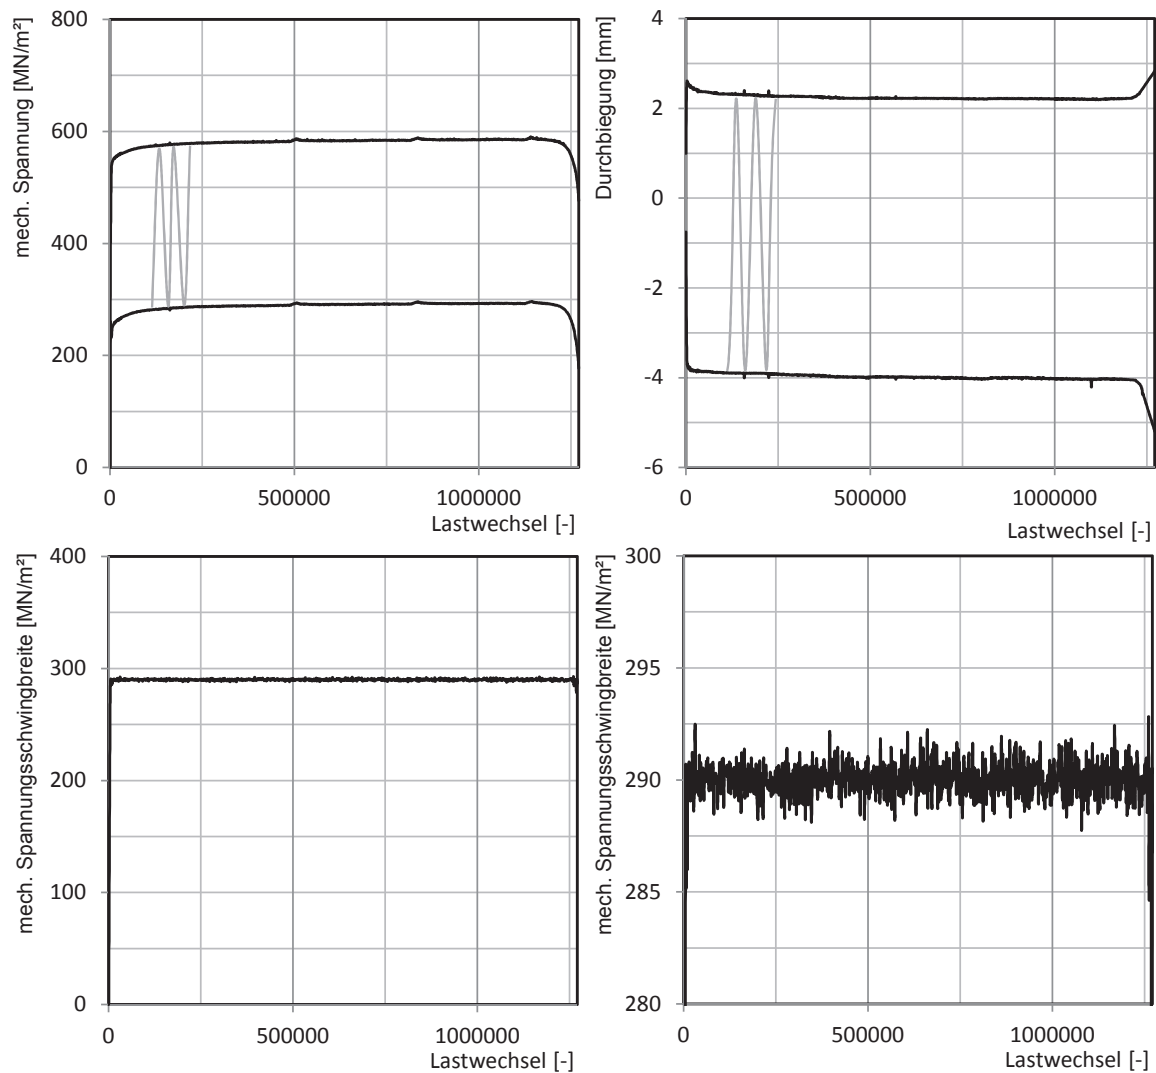 mech. Spannung [MN/m²]
800
600
400
200
0
0 500000 1000000
Lastwechsel [-]
Durchbiegung [mm]
4
2
0
-2
-4
-6
0 500000 1000000
Lastwechsel [-]
mech. Spannungsschwingbreite [MN/m²]
400
300
200
100
0
0 500000 1000000
Lastwechsel [-]
mech. Spannungsschwingbreite [MN/m²]
300
295
290
285
280
0 500000 1000000
Lastwechsel [-]